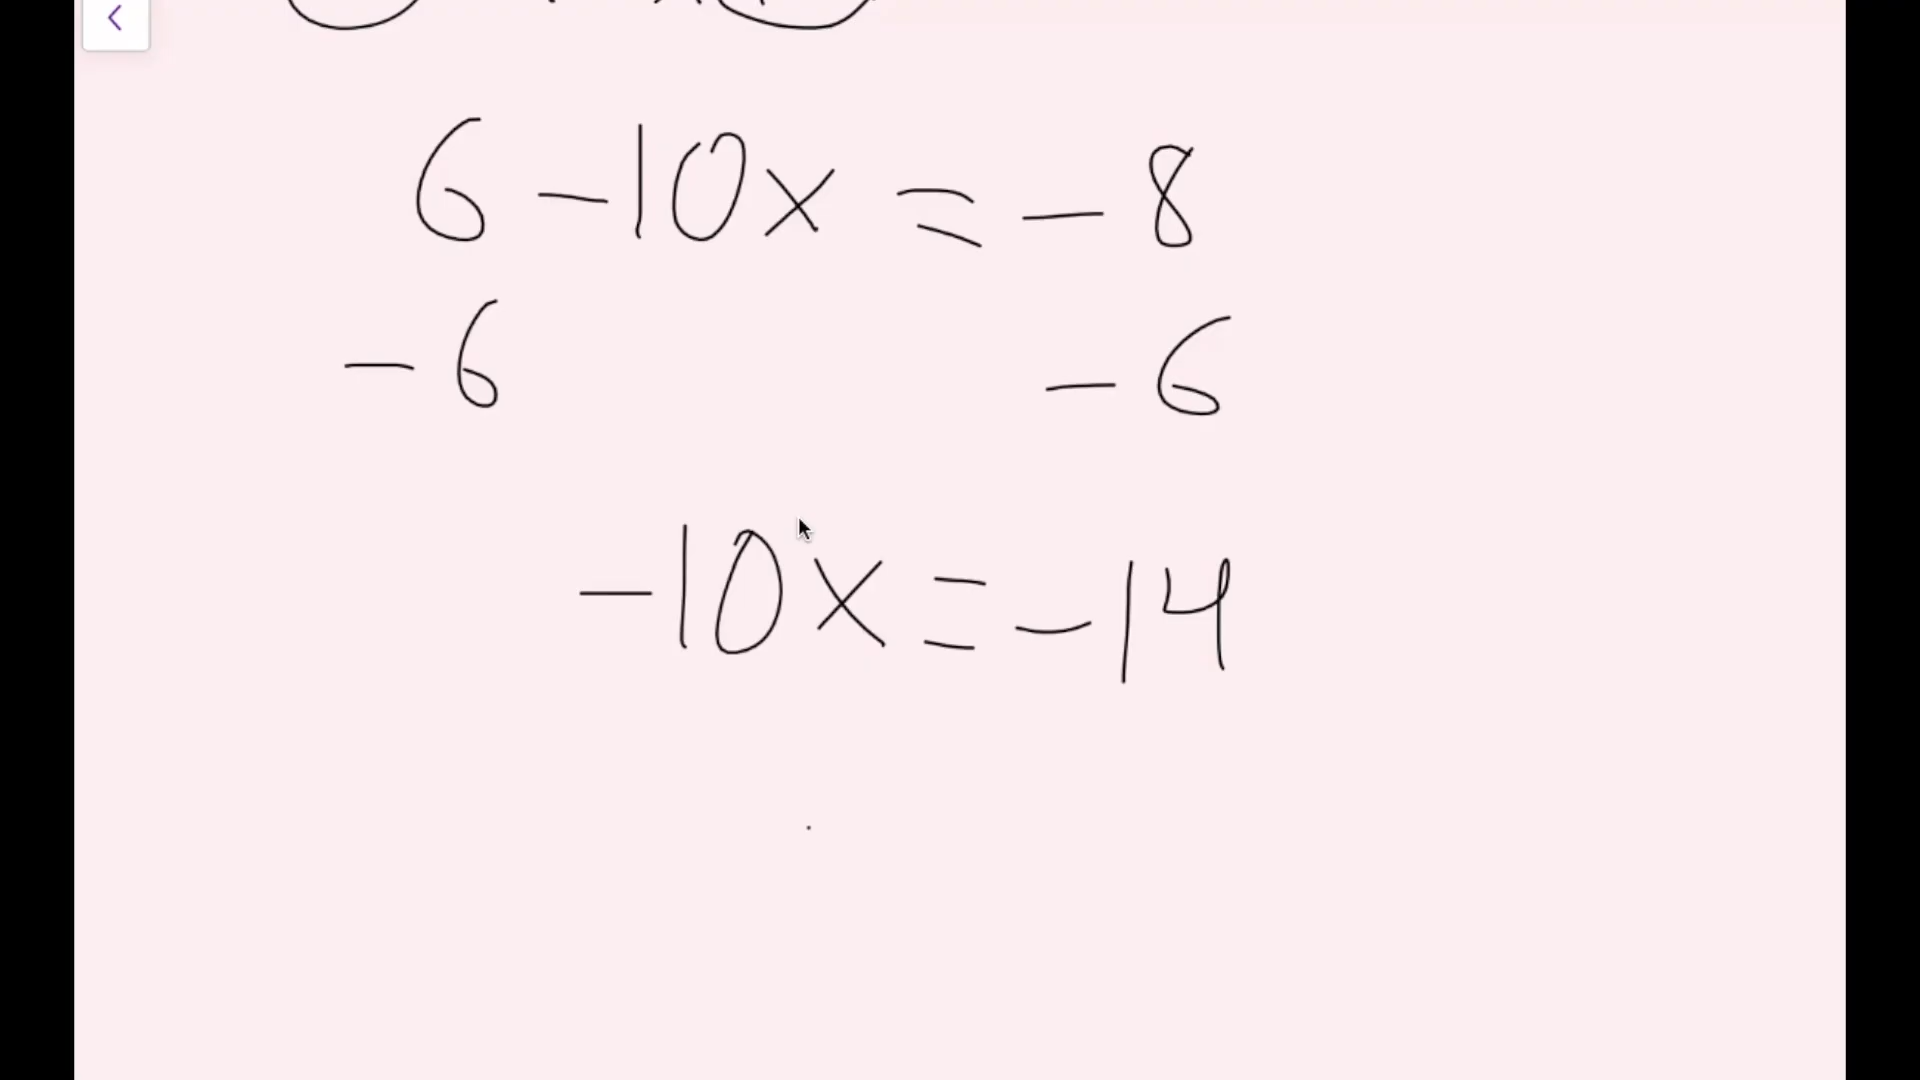 6 - 10x = - 8
- 6 - 6
- 10x = - 14